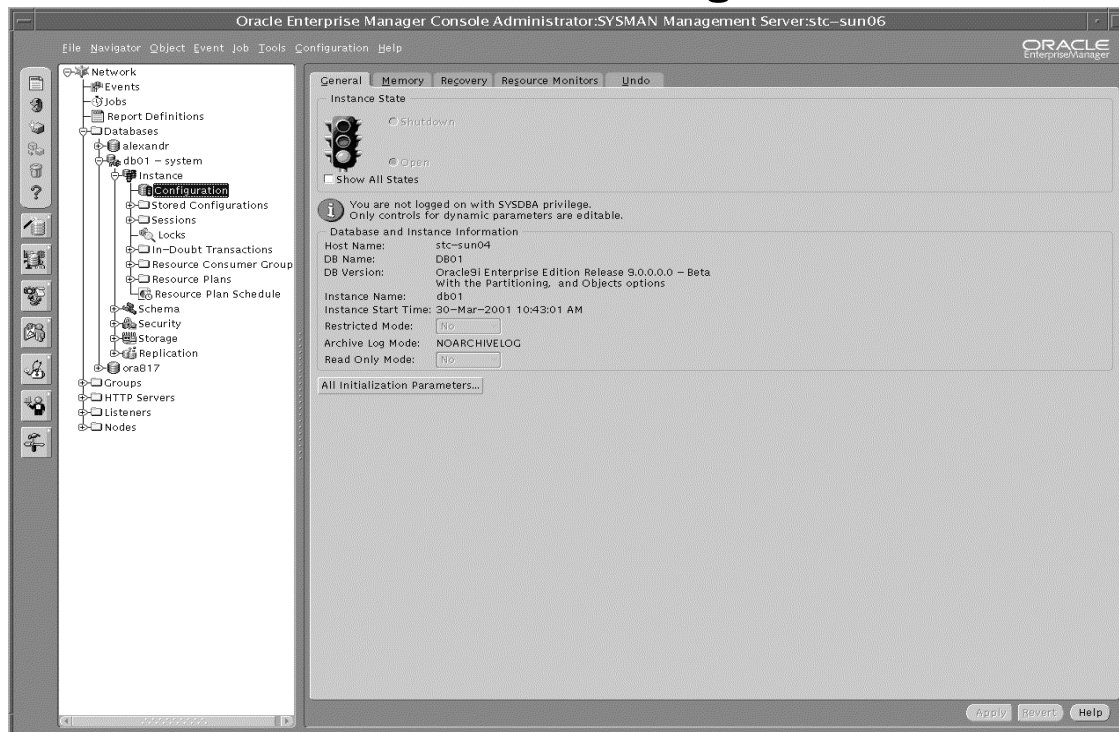 Oracle Enterprise Manager Console Administrator:SYSMAN Management Server:stc-sun06
File Navigator Object Event Job Tools Configuration Help
ORACLE
EnterpriseManager
Network
Events
Jobs
Report Definitions
Databases
alexandr
db01 - system
Instance
Configuration
Stored Configurations
Sessions
Locks
In-Doubt Transactions
Resource Consumer Group
Resource Plans
Resource Plan Schedule
Schema
Security
Storage
Replication
ora817
Groups
HTTP Servers
Listeners
Nodes
General Memory Recovery Resource Monitors Undo
Instance State
Shutdown
Open
Show All States
You are not logged on with SYSDBA privilege.
Only controls for dynamic parameters are editable.
Database and Instance Information
Host Name: stc-sun04
DB Name: DB01
DB Version: Oracle9i Enterprise Edition Release 9.0.0.0.0 - Beta
With the Partitioning, and Objects options
Instance Name: db01
Instance Start Time: 30-Mar-2001 10:43:01 AM
Restricted Mode: No
Archive Log Mode: NOARCHIVELOG
Read Only Mode: No
All Initialization Parameters...
Apply Revert Help